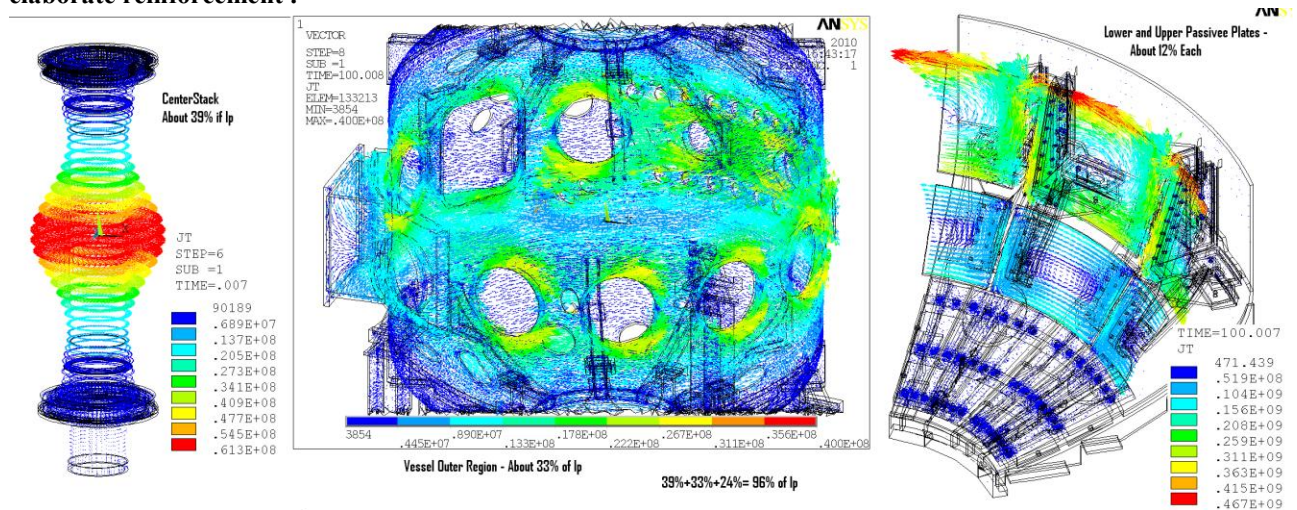 elaborate reinforcement .
CenterStack
About 39% if Ip
JT
STEP=6
SUB =1
TIME=.007
90189
.689E+07
.137E+08
.205E+08
.273E+08
.341E+08
.409E+08
.477E+08
.545E+08
.613E+08
1
VECTOR
STEP=8
SUB =1
TIME=100.008
JT
ELEM=133213
MIN=3854
MAX=.400E+08
ANSYS
2010
:43:17
1
3854
.445E+07
.890E+07
.133E+08
.178E+08
.222E+08
.267E+08
.311E+08
.356E+08
.400E+08
Vessel Outer Region - About 33% of Ip
39%+33%+24%= 96% of Ip
Lower and Upper Passivee Plates -
About 12% Each
TIME=100.007
JT
471.439
.519E+08
.104E+09
.156E+09
.208E+09
.259E+09
.311E+09
.363E+09
.415E+09
.467E+09